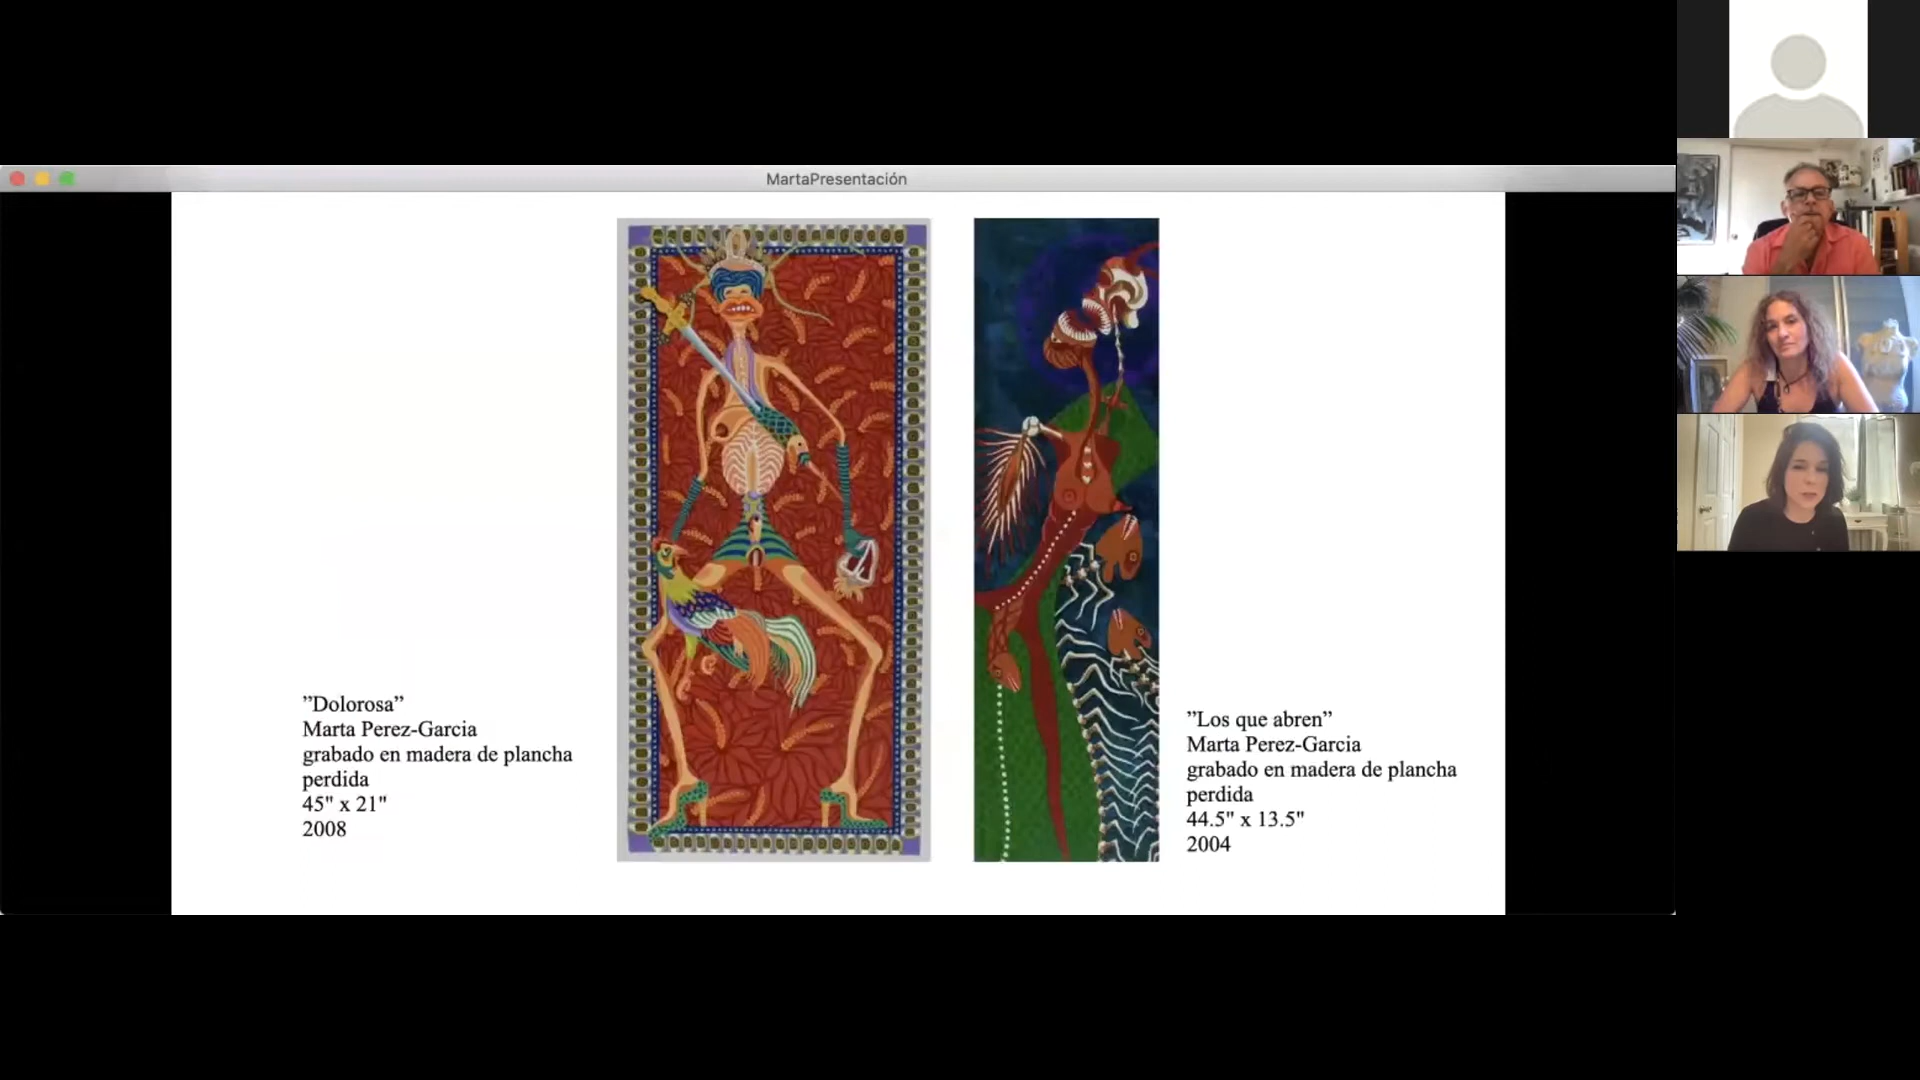 MartaPresentación
”Dolorosa”
Marta Perez-Garcia
grabado en madera de plancha
perdida
45" x 21"
2008
”Los que abren”
Marta Perez-Garcia
grabado en madera de plancha
perdida
44.5" x 13.5"
2004